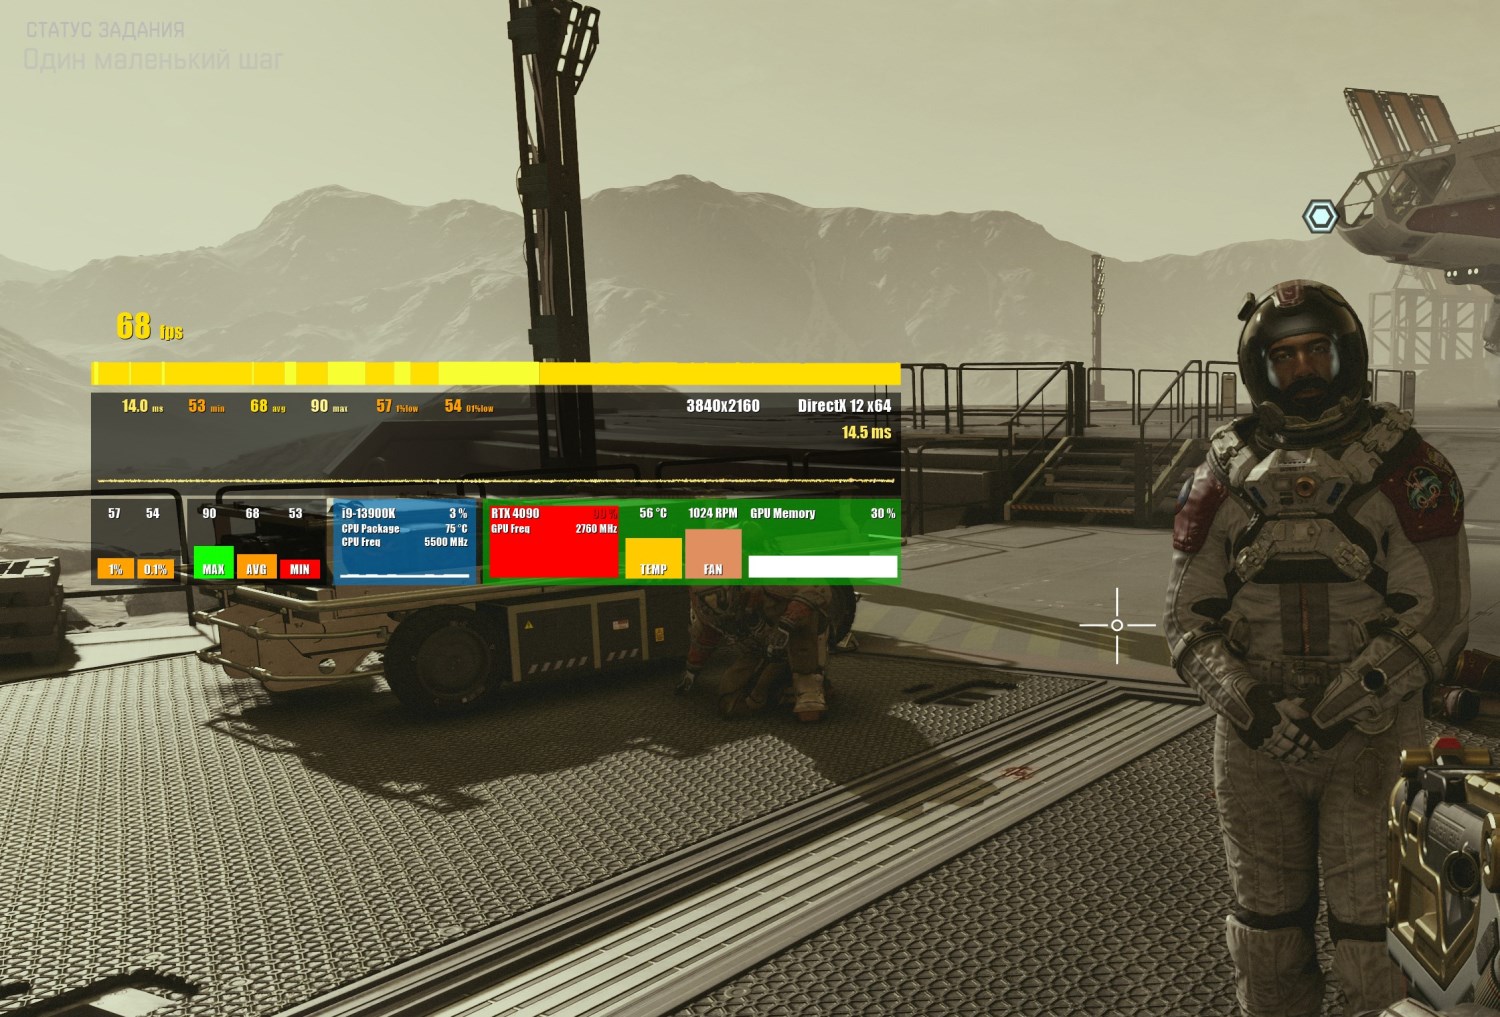 СТАТУС ЗАДАНИЯ
Один маленький шаг
68 fps
14.0 ms 53 min 68 avg 90 max 57 1%low 54 01%low 3840x2160 DirectX 12 x64
14.5 ms
57 54 90 68 53 i9-13900K 3 % RTX 4090 56 °C 1024 RPM GPU Memory 30 %
CPU Package 75 °C GPU Freq 2760 MHz
CPU Freq 5500 MHz
1% 0.1% MAX AVG MIN TEMP FAN